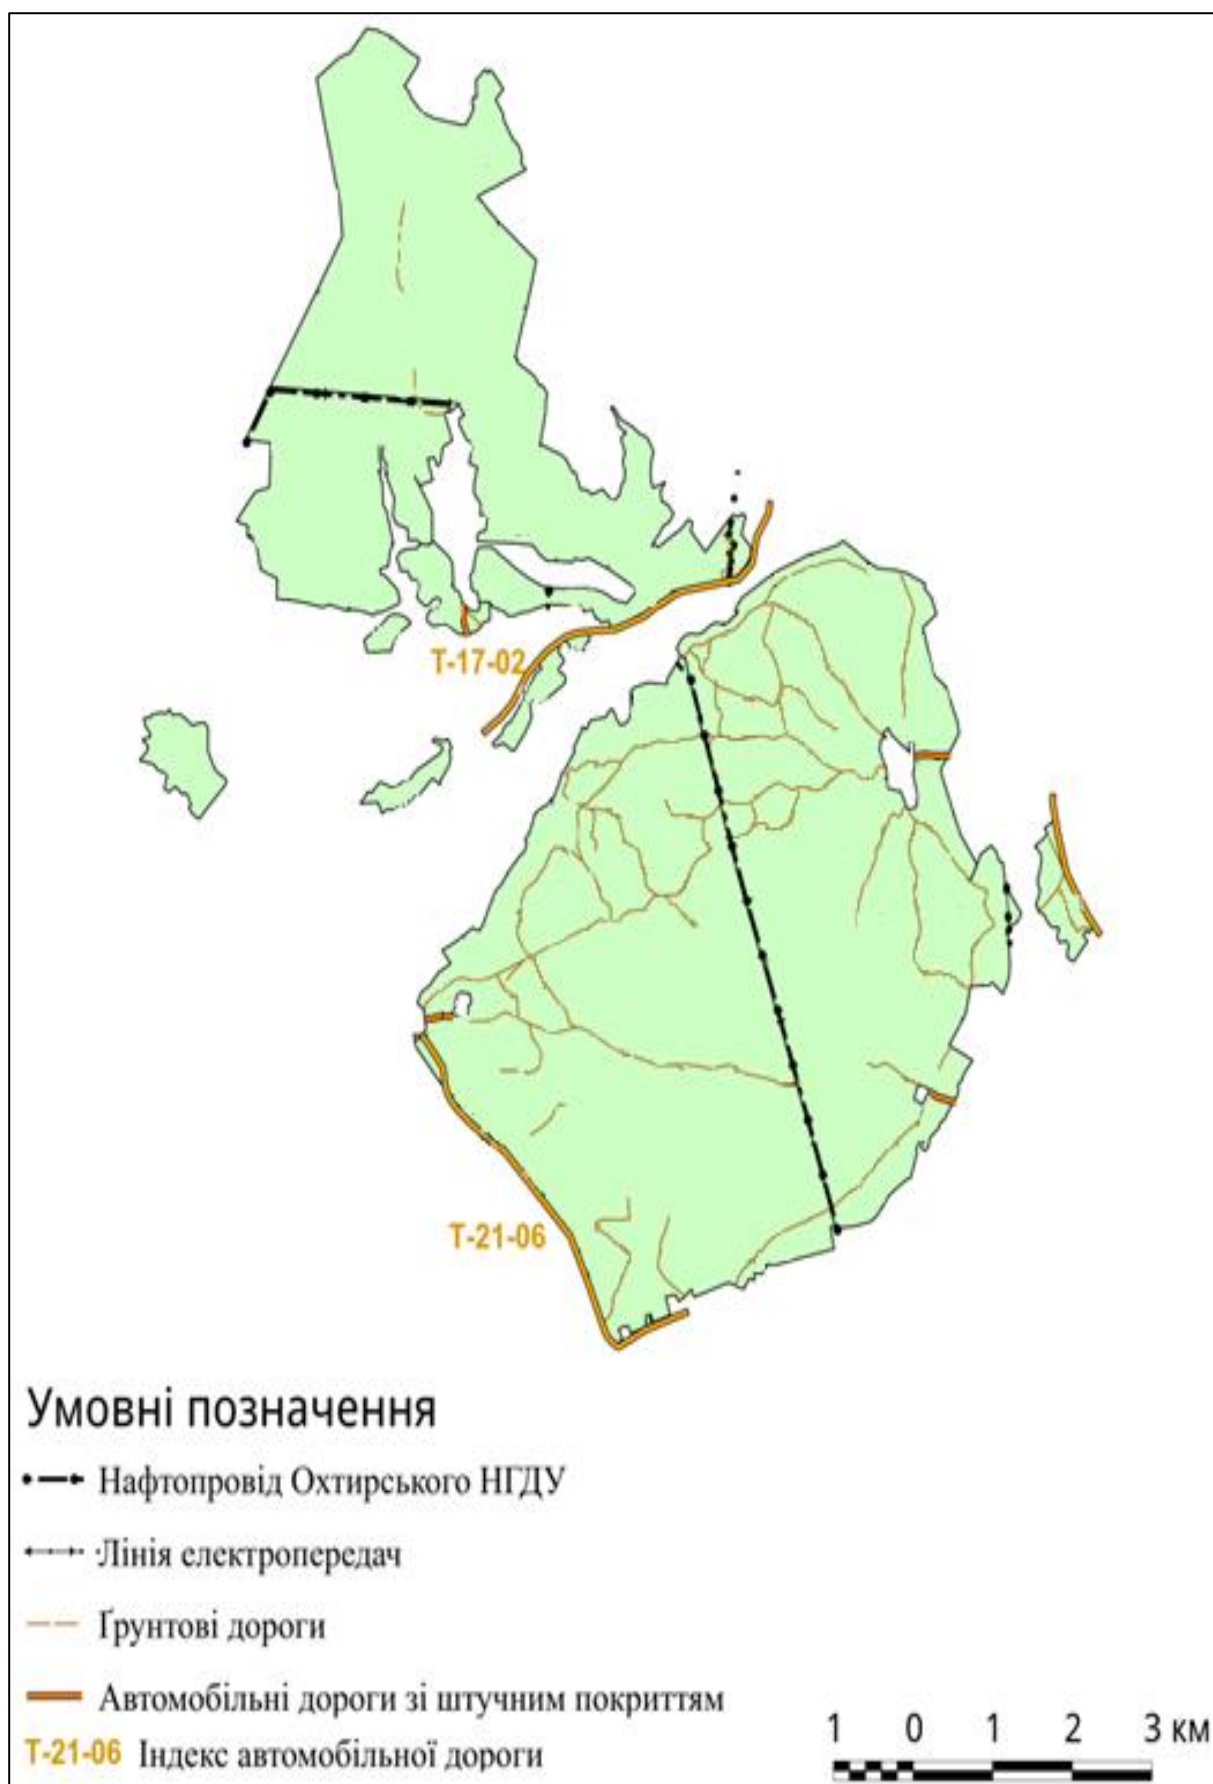 Т-17-02
Т-21-06
Умовні позначення
Нафтопровід Охтирського НГДУ
Лінія електропередач
Ґрунтові дороги
Автомобільні дороги зі штучним покриттям
Т-21-06 Індекс автомобільної дороги
1 0 1 2 3 км